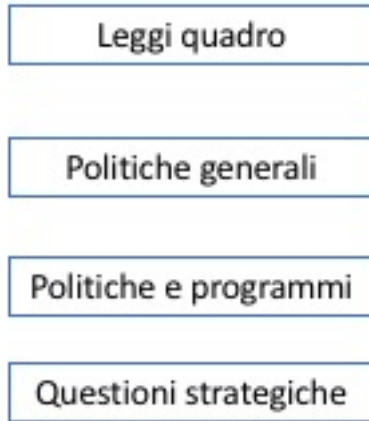 Leggi quadro
Politiche generali
Politiche e programmi
Questioni strategiche